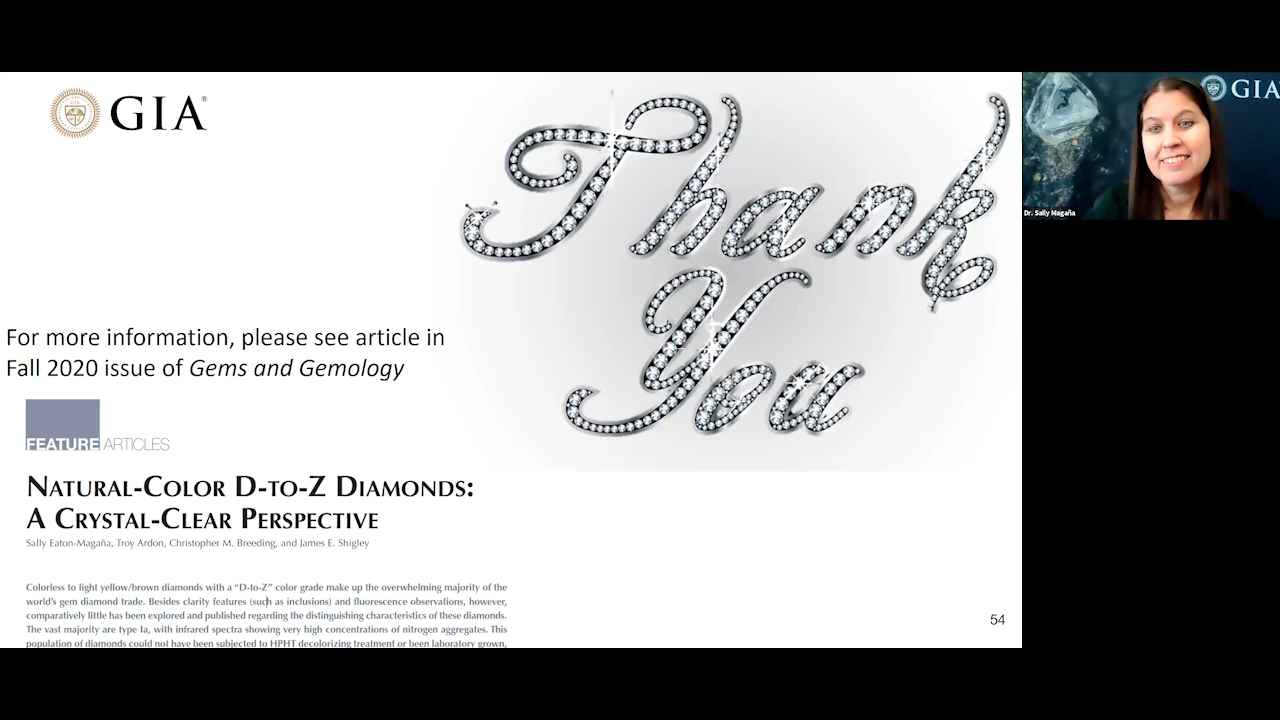 GIA®
Thank
You
GIA
Dr. Sally Magaña
For more information, please see article in
Fall 2020 issue of Gems and Gemology
FEATURE ARTICLES
NATURAL-COLOR D-TO-Z DIAMONDS:
A CRYSTAL-CLEAR PERSPECTIVE
Sally Eaton-Magaña, Troy Ardon, Christopher M. Breeding, and James E. Shigley
Colorless to light yellow/brown diamonds with a “D-to-Z” color grade make up the overwhelming majority of the
world’s gem diamond trade. Besides clarity features (such as inclusions) and fluorescence observations, however,
comparatively little has been explored and published regarding the distinguishing characteristics of these diamonds.
The vast majority are type Ia, with infrared spectra showing very high concentrations of nitrogen aggregates. This
population of diamonds could not have been subjected to HPHT decolorizing treatment or been laboratory grown,
54